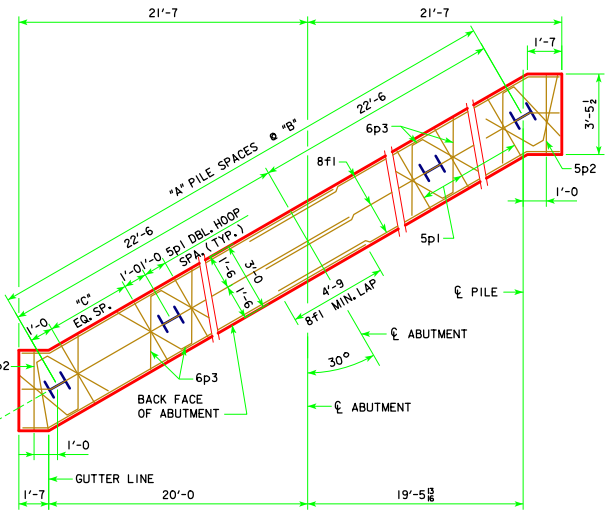 21'-7
21'-7
1'-7
22'-6
3'-5½
"A" PILE SPACES @ "B"
6p3
8f1
5p2
22'-6
1'-0
5p1 DBL. HOOP
SPA. (TYP.)
5p1
1'-0
1'-0
1'-6
3'-0
"C"
EQ. SP.
4'-9
℄ PILE
1'-6
8f1 MIN. LAP
1'-0
℄ ABUTMENT
30°
p2
6p3
BACK FACE
OF ABUTMENT
℄ ABUTMENT
1'-0
GUTTER LINE
1'-7
20'-0
19'-5 13/16